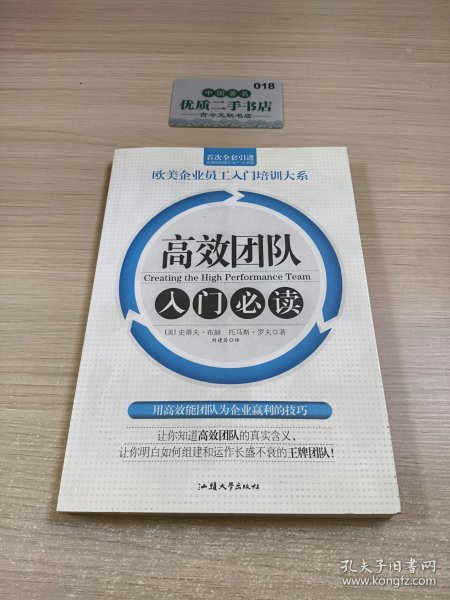 018
中国著名
优质二手书店
古今文献书店
首次全套引进
欧美企业员工入门培训大系
高效团队
Creating the High Performance Team
入门必读
[美]史蒂夫·布赫 托马斯·罗夫◎著
刘建兵◎译
用高效能团队为企业赢利的技巧
让你知道高效团队的真实含义,
让你明白如何组建和运作长盛不衰的王牌团队!
汕头大学出版社
孔夫子旧书网
www.kongfz.com